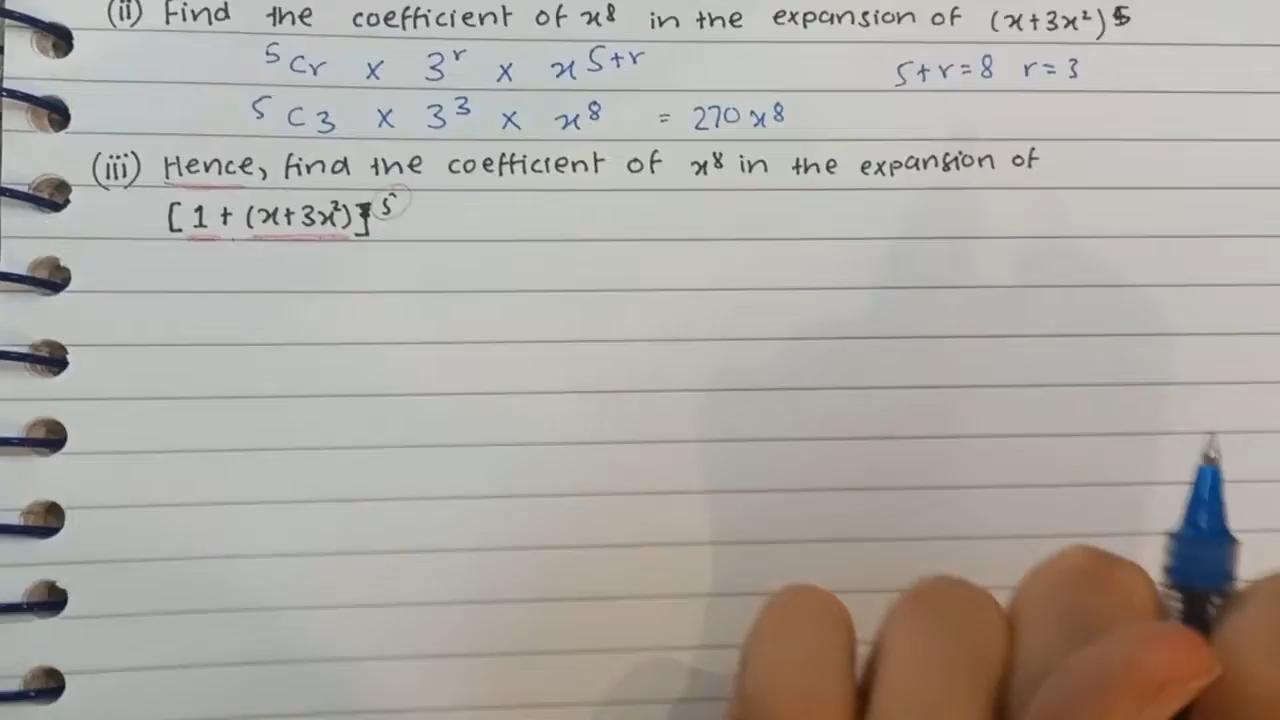 (ii) Find the coefficient of x⁸ in the expansion of (x+3x²)⁵
⁵Cr × 3ʳ × x⁵⁺ʳ 5+r=8 r=3
⁵C3 × 3³ × x⁸ = 270x⁸
(iii) Hence, find the coefficient of x⁸ in the expansion of
[1 + (x+3x²)]⁵